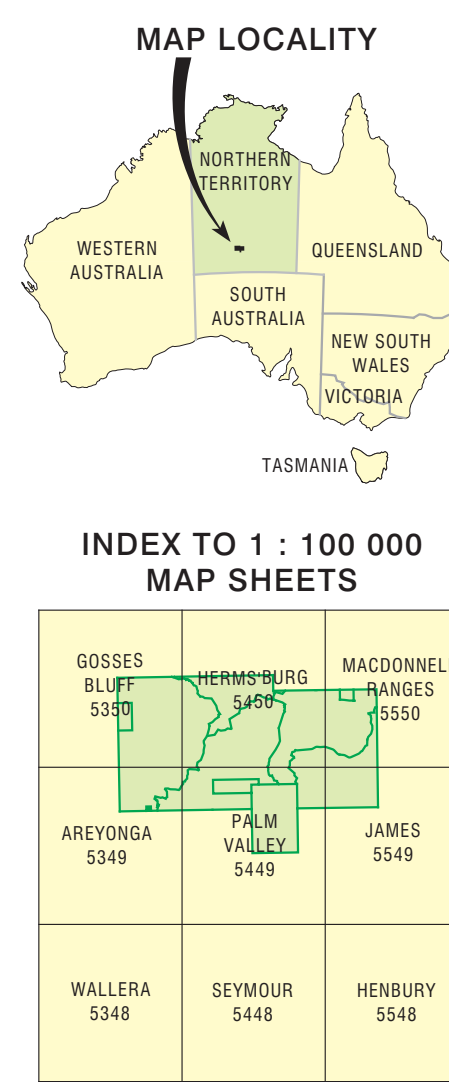 MAP LOCALITY
NORTHERN
TERRITORY
WESTERN
AUSTRALIA
QUEENSLAND
SOUTH
AUSTRALIA
NEW SOUTH
WALES
VICTORIA
TASMANIA
INDEX TO 1 : 100 000
MAP SHEETS
GOSSES
BLUFF
5350
HERMS'BURG
5450
MACDONNELL
RANGES
5550
AREYONGA
5349
PALM
VALLEY
5449
JAMES
5549
WALLERA
5348
SEYMOUR
5448
HENBURY
5548